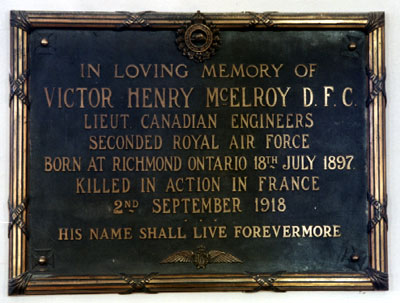 IN LOVING MEMORY OF
VICTOR HENRY McELROY D.F.C.
LIEUT CANADIAN ENGINEERS
SECONDED ROYAL AIR FORCE
BORN AT RICHMOND ONTARIO 18TH JULY 1897.
KILLED IN ACTION IN FRANCE
2ND SEPTEMBER 1918
HIS NAME SHALL LIVE FOREVERMORE